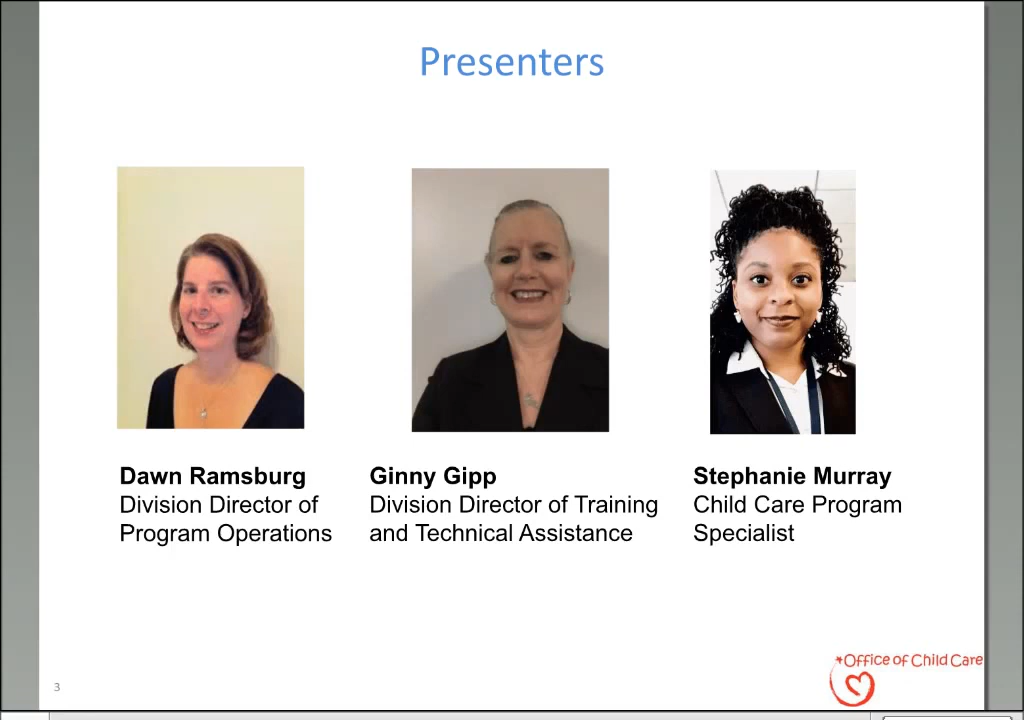 Presenters
Dawn Ramsburg
Division Director of
Program Operations
Ginny Gipp
Division Director of Training
and Technical Assistance
Stephanie Murray
Child Care Program
Specialist
Office of Child Care
3